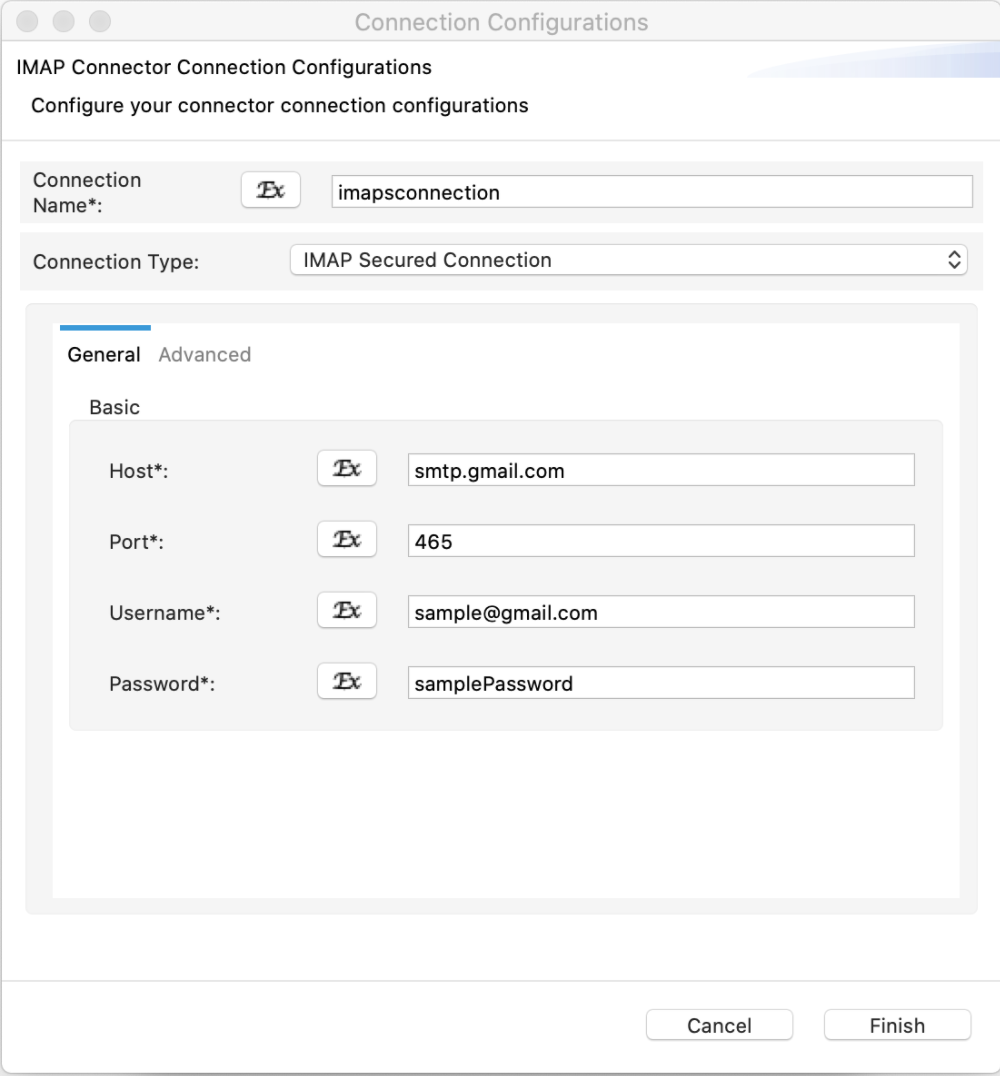 Connection Configurations
IMAP Connector Connection Configurations
Configure your connector connection configurations
Connection
Name*:
Ex
imapsconnection
Connection Type:
IMAP Secured Connection
General Advanced
Basic
Host*: Ex smtp.gmail.com
Port*: Ex 465
Username*: Ex sample@gmail.com
Password*: Ex samplePassword
Cancel Finish